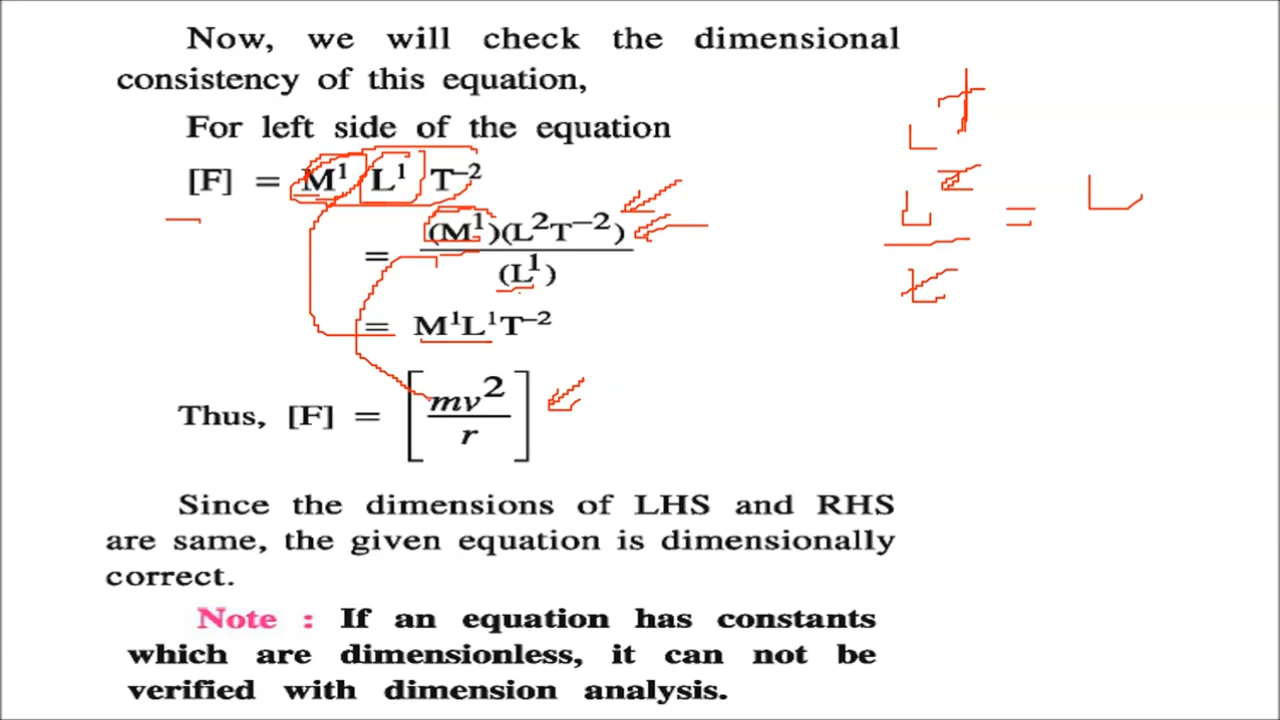 Now, we will check the dimensional
consistency of this equation,
For left side of the equation
[F] = M¹ L¹ T⁻²
= (M¹)(L²T⁻²) / (L¹)
= M¹L¹T⁻²
Thus, [F] = [mv² / r]
Since the dimensions of LHS and RHS
are same, the given equation is dimensionally
correct.
Note : If an equation has constants
which are dimensionless, it can not be
verified with dimension analysis.
L² / L = L